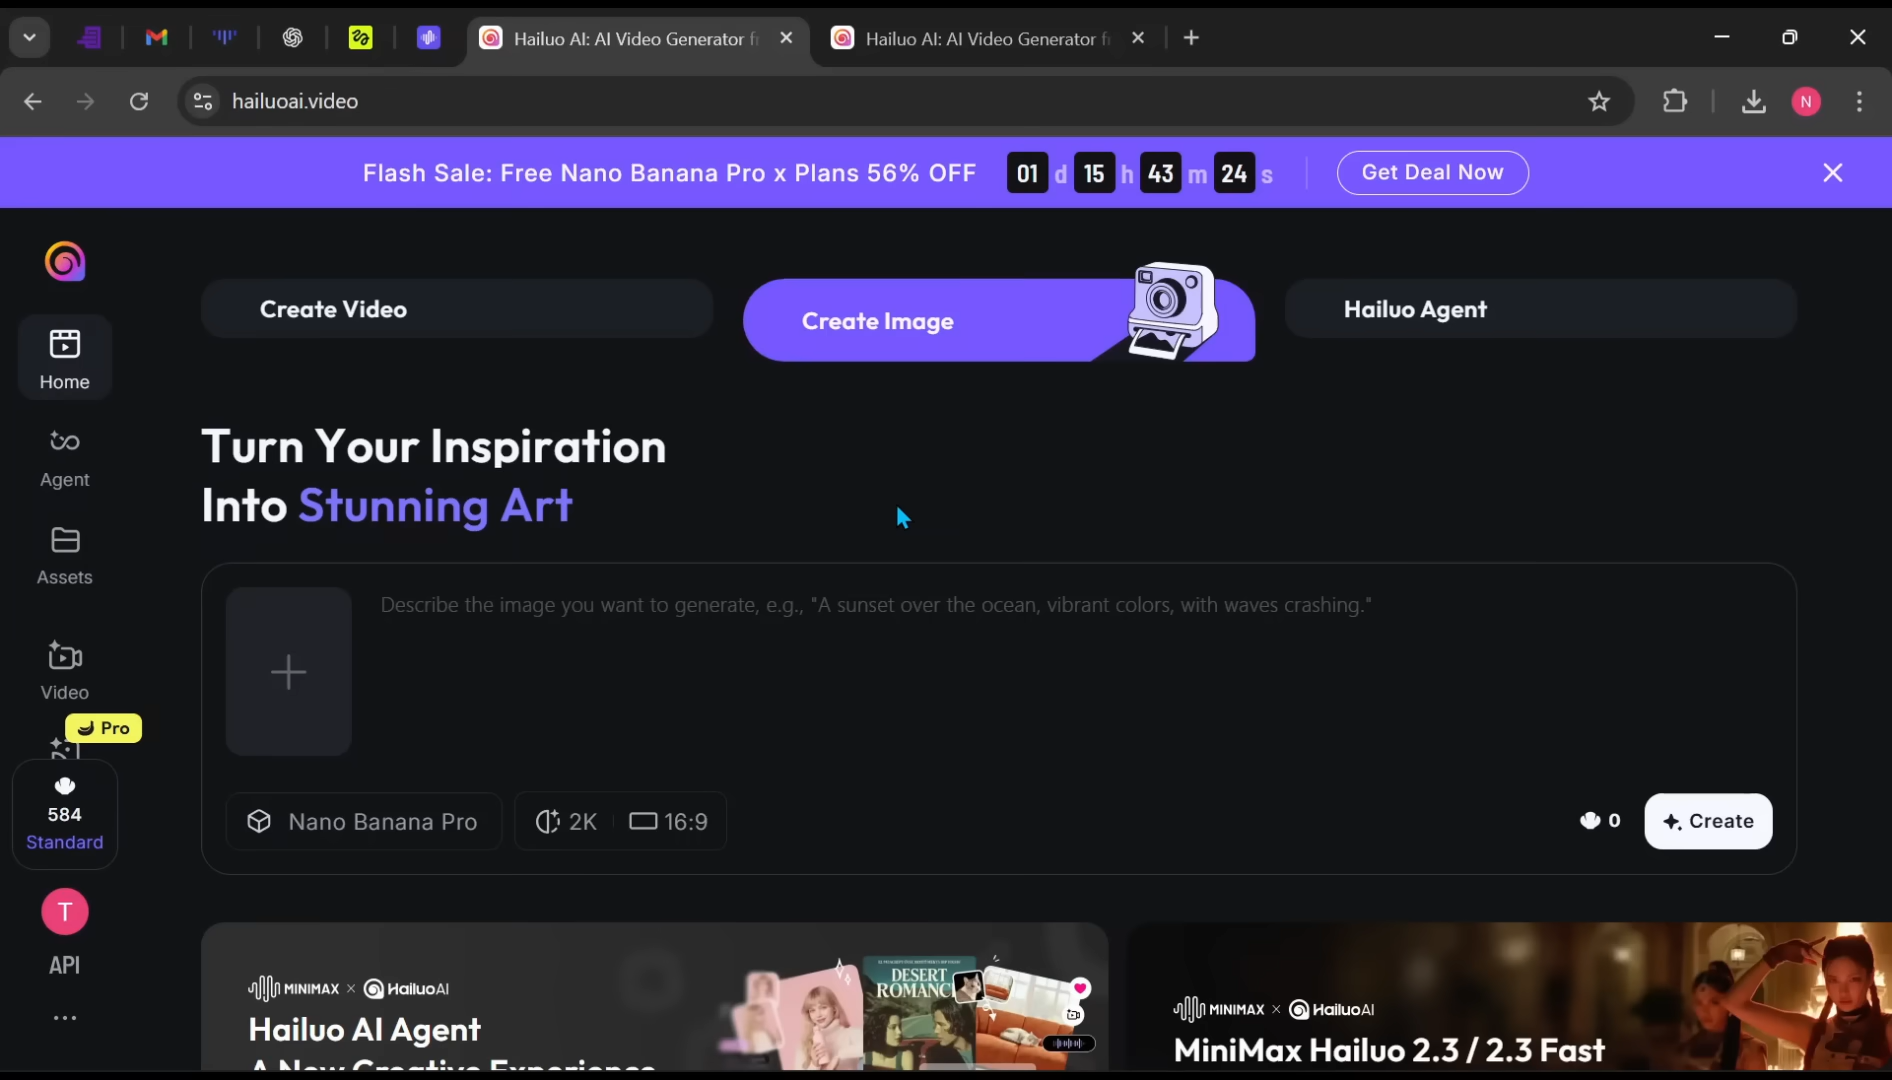 Hailuo AI: AI Video Generator f
Hailuo AI: AI Video Generator f
hailuoai.video
N
Flash Sale: Free Nano Banana Pro x Plans 56% OFF
01 d 15 h 43 m 24 s
Get Deal Now
Create Video
Create Image
Hailuo Agent
Home
Agent
Assets
Video
Pro
584
Standard
T
API
Turn Your Inspiration
Into Stunning Art
Describe the image you want to generate, e.g., "A sunset over the ocean, vibrant colors, with waves crashing."
Nano Banana Pro
2K
16:9
0
Create
MINIMAX × HailuoAI
Hailuo AI Agent
A New Creative Experience
DESERT
ROMANC
MINIMAX × HailuoAI
MiniMax Hailuo 2.3 / 2.3 Fast